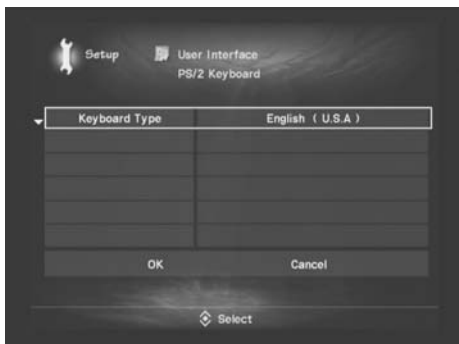 Setup
User Interface
PS/2 Keyboard
Keyboard Type English ( U.S.A )
OK Cancel
Select